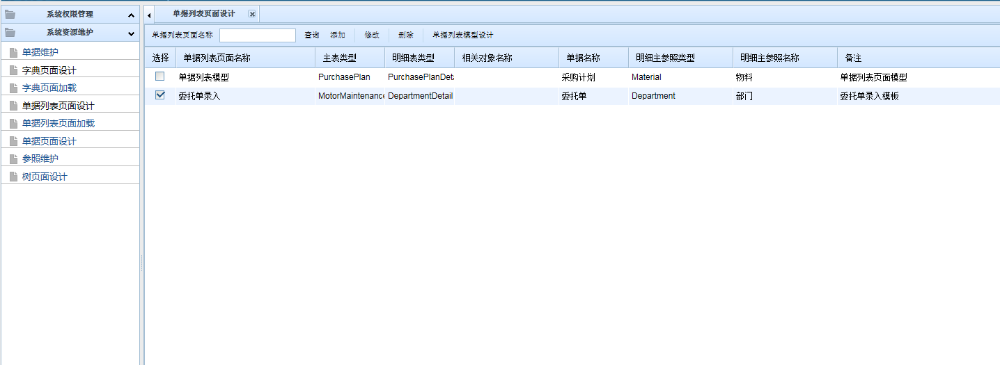 系统权限管理
系统资源维护
单据维护
字典页面设计
字典页面加载
单据列表页面设计
单据列表页面加载
单据页面设计
参照维护
树页面设计
单据列表页面设计
单据列表页面名称 查询 添加 修改 删除 单据列表模型设计
选择 单据列表页面名称 主表类型 明细表类型 相关对象名称 单据名称 明细主参照类型 明细主参照名称 备注
单据列表模型 PurchasePlan PurchasePlanDeta 采购计划 Material 物料 单据列表页面模型
委托单录入 MotorMaintenance DepartmentDetail 委托单 Department 部门 委托单录入模板